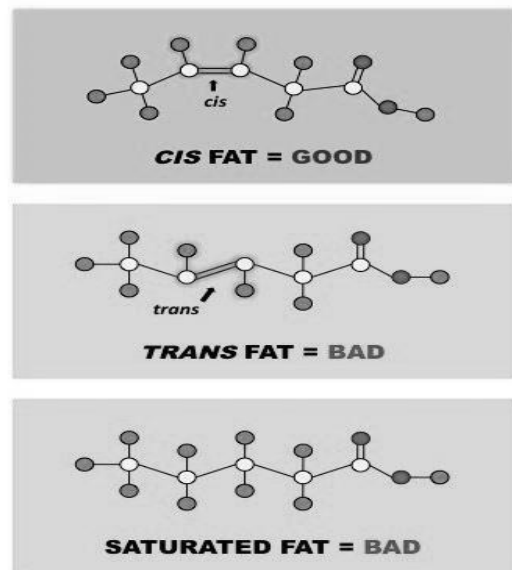 cis
CIS FAT = GOOD
trans
TRANS FAT = BAD
SATURATED FAT = BAD